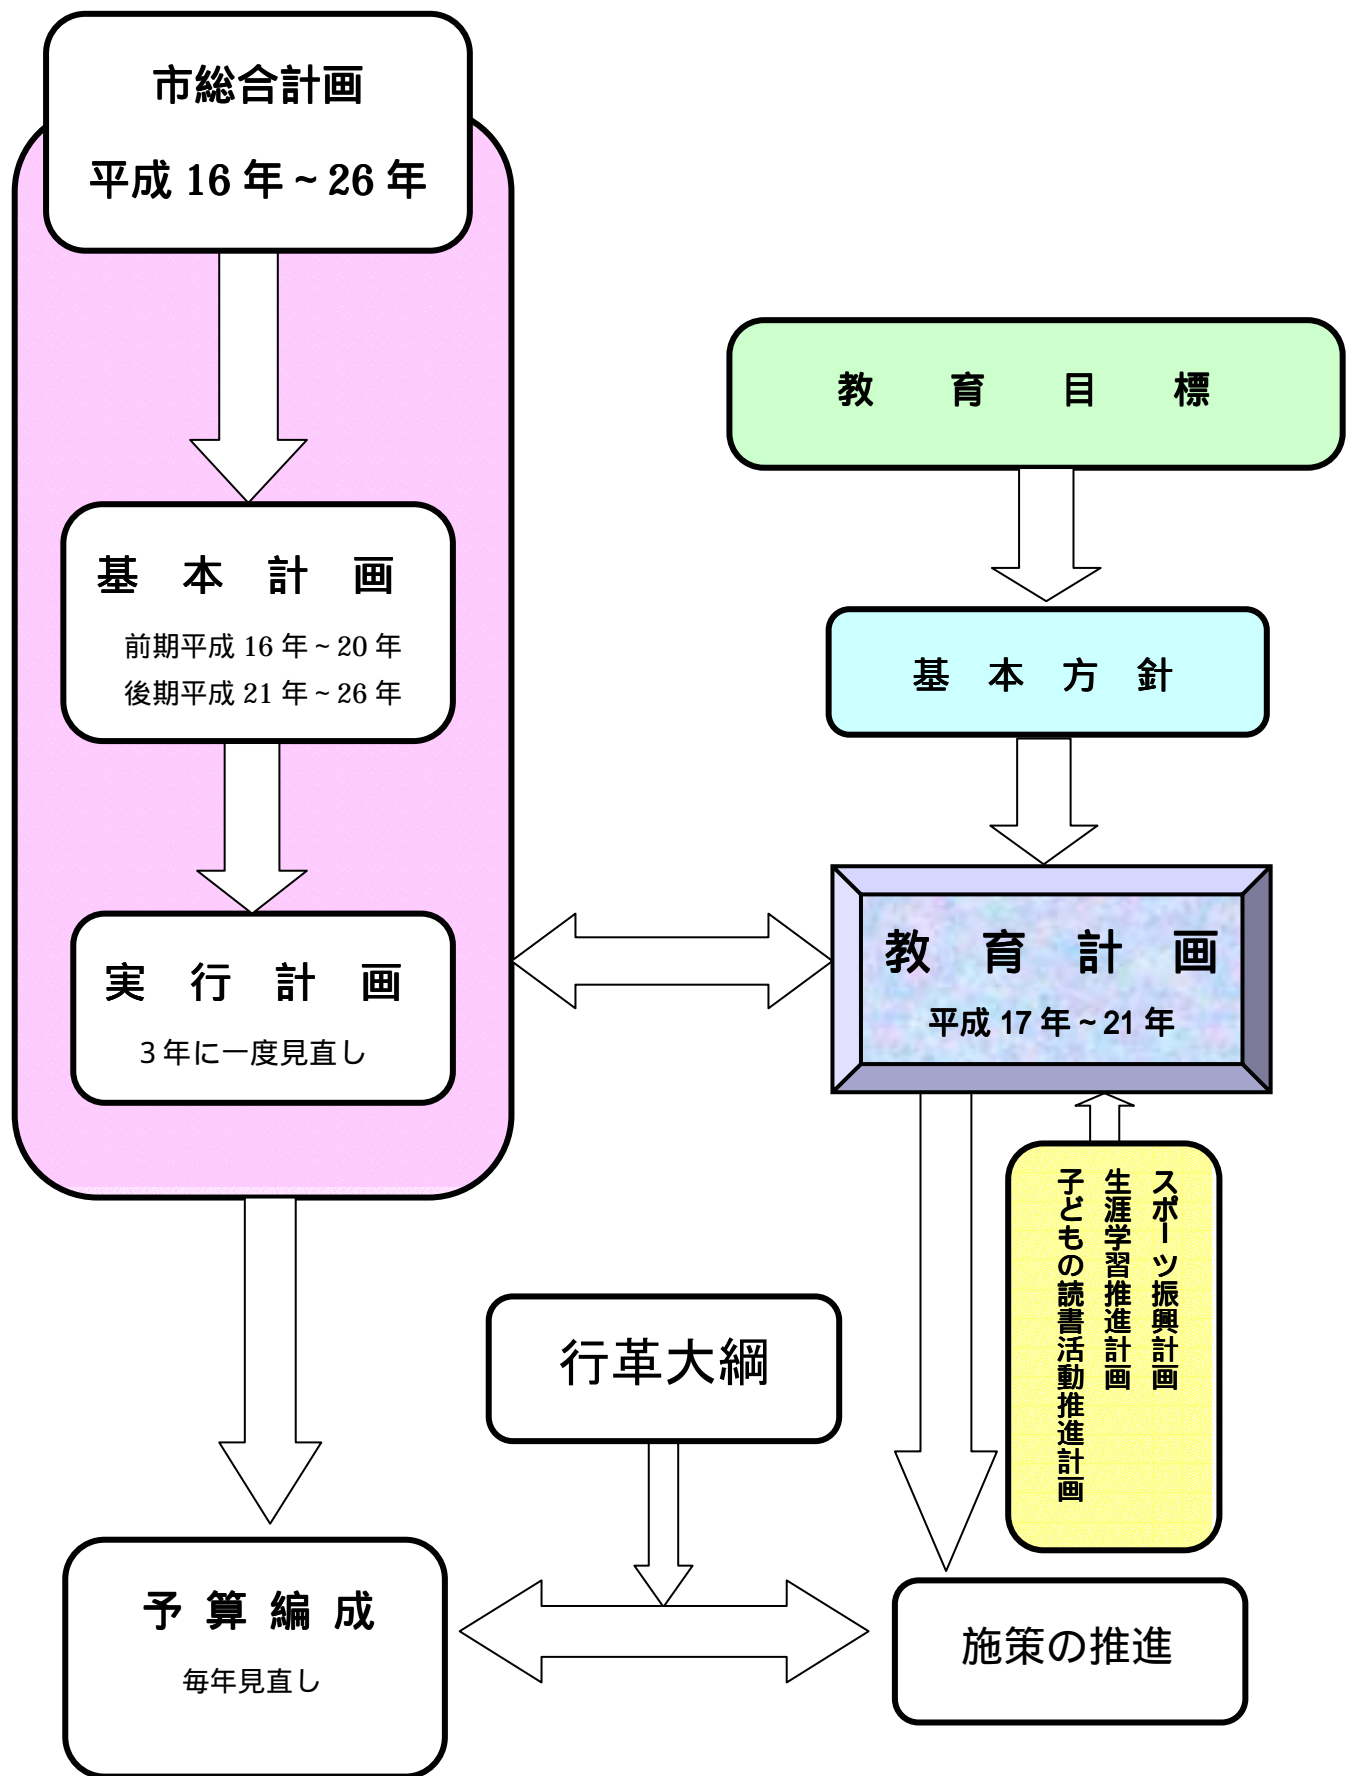 市総合計画
平成 16 年～26 年
基　本　計　画
前期平成 16 年～20 年
後期平成 21 年～26 年
実　行　計　画
３年に一度見直し
教　育　目　標
基　本　方　針
教　育　計　画
平成 17 年～21 年
スポーツ振興計画
生涯学習推進計画
子どもの読書活動推進計画
行革大綱
予 算 編 成
毎年見直し
施策の推進